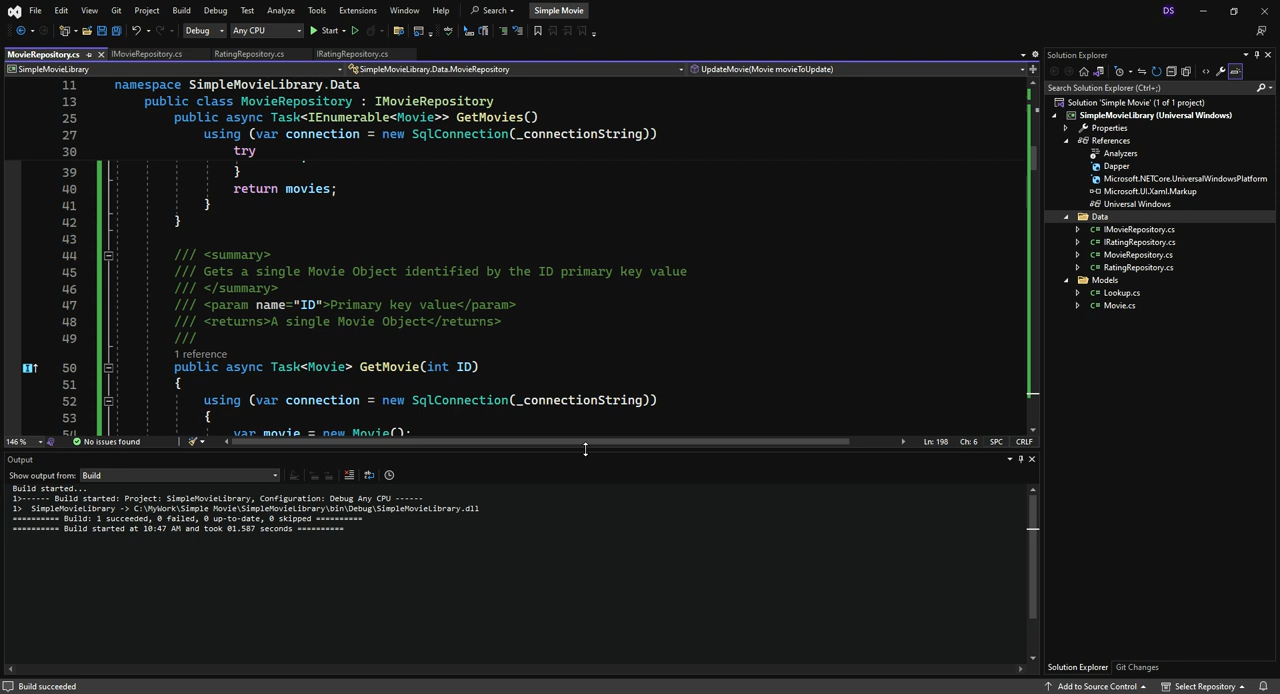 File Edit View Git Project Build Debug Test Analyze Tools Extensions Window Help Search Simple Movie DS
Debug Any CPU Start
MovieRepository.cs IMovieRepository.cs RatingRepository.cs IRatingRepository.cs
SimpleMovieLibrary SimpleMovieLibrary.Data.MovieRepository UpdateMovie(Movie movieToUpdate)
11 namespace SimpleMovieLibrary.Data
13 public class MovieRepository : IMovieRepository
25 public async Task<IEnumerable<Movie>> GetMovies()
27 using (var connection = new SqlConnection(_connectionString))
30 try
39 }
40 return movies;
41 }
42 }
43
44 /// <summary>
45 /// Gets a single Movie Object identified by the ID primary key value
46 /// </summary>
47 /// <param name="ID">Primary key value</param>
48 /// <returns>A single Movie Object</returns>
49 ///
1 reference
50 public async Task<Movie> GetMovie(int ID)
51 {
52 using (var connection = new SqlConnection(_connectionString))
53 {
54 var movie = new Movie();
146 % No issues found Ln: 198 Ch: 6 SPC CRLF
Output
Show output from: Build
Build started...
1>------ Build started: Project: SimpleMovieLibrary, Configuration: Debug Any CPU ------
1> SimpleMovieLibrary -> C:\MyWork\Simple Movie\SimpleMovieLibrary\bin\Debug\SimpleMovieLibrary.dll
========== Build: 1 succeeded, 0 failed, 0 up-to-date, 0 skipped ==========
========== Build started at 10:47 AM and took 01.587 seconds ==========
Solution Explorer
Search Solution Explorer (Ctrl+;)
Solution 'Simple Movie' (1 of 1 project)
SimpleMovieLibrary (Universal Windows)
Properties
References
Analyzers
Dapper
Microsoft.NETCore.UniversalWindowsPlatform
Microsoft.UI.Xaml.Markup
Universal Windows
Data
IMovieRepository.cs
IRatingRepository.cs
MovieRepository.cs
RatingRepository.cs
Models
Lookup.cs
Movie.cs
Solution Explorer Git Changes
Build succeeded Add to Source Control Select Repository